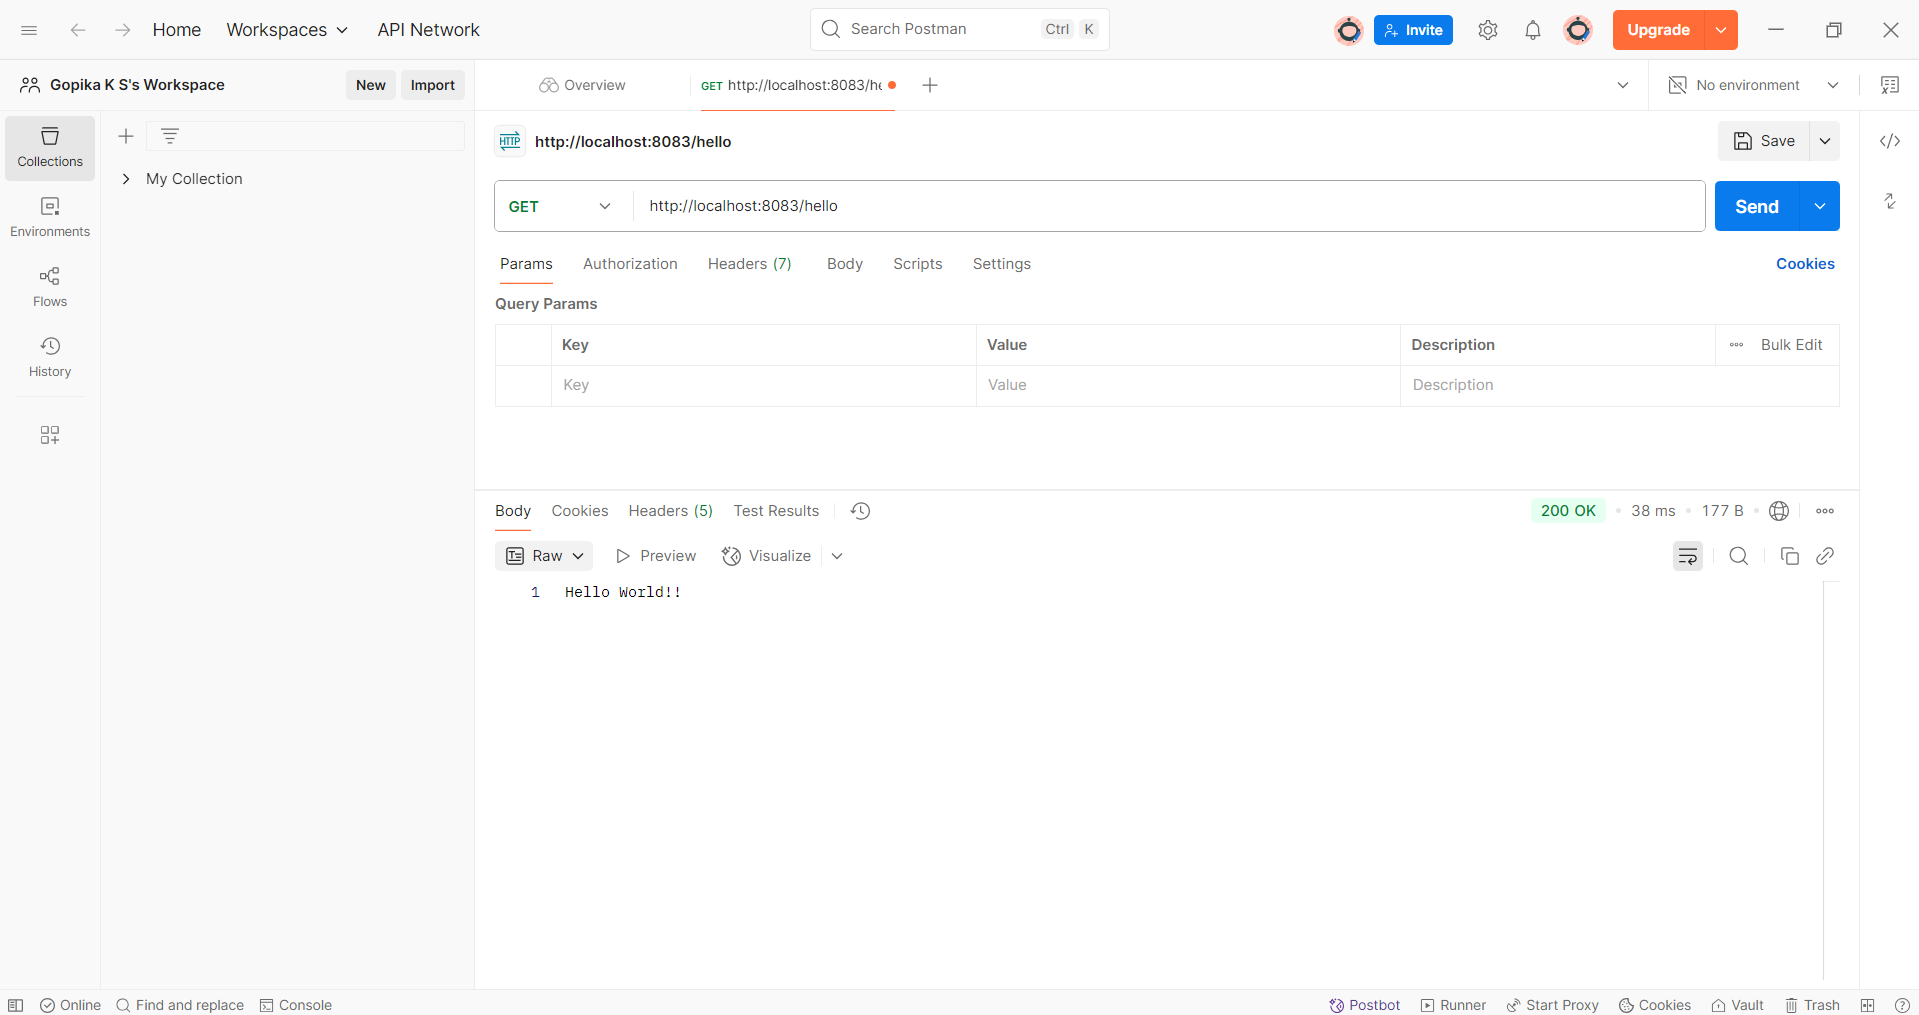 Home Workspaces API Network Search Postman Ctrl K Invite Upgrade
Gopika K S's Workspace New Import Overview GET http://localhost:8083/he No environment
Collections
Environments
Flows
History
My Collection
HTTP http://localhost:8083/hello Save
GET http://localhost:8083/hello Send
Params Authorization Headers (7) Body Scripts Settings Cookies
Query Params
Key Value Description Bulk Edit
Key Value Description
Body Cookies Headers (5) Test Results 200 OK 38 ms 177 B
Raw Preview Visualize
1 Hello World!!
Online Find and replace Console Postbot Runner Start Proxy Cookies Vault Trash